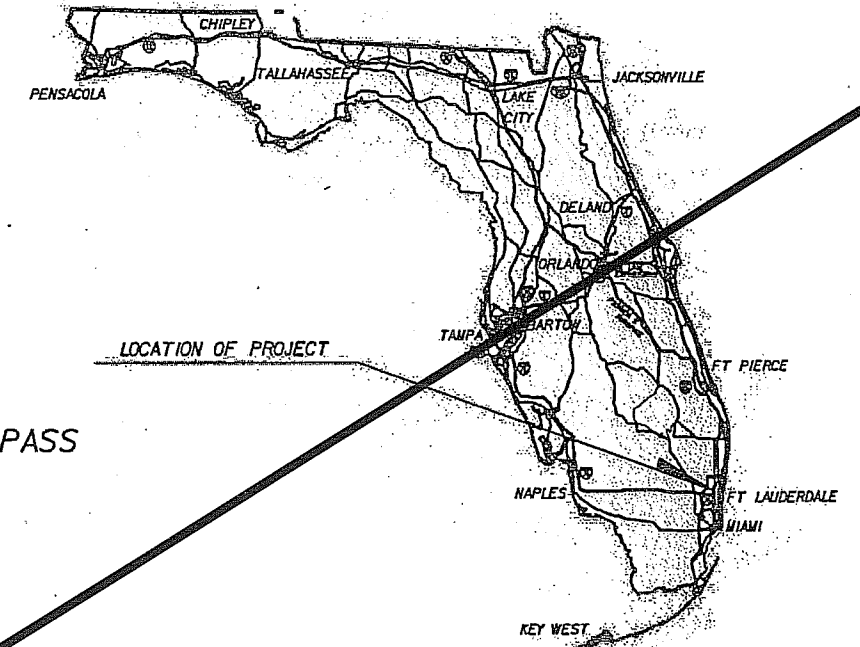 CHIPLEY
TALLAHASSEE
JACKSONVILLE
PENSACOLA
LAKE
CITY
DELAND
ORLANDO
TAMPA
BARTOW
LOCATION OF PROJECT
FT PIERCE
PASS
NAPLES
FT LAUDERDALE
MIAMI
KEY WEST